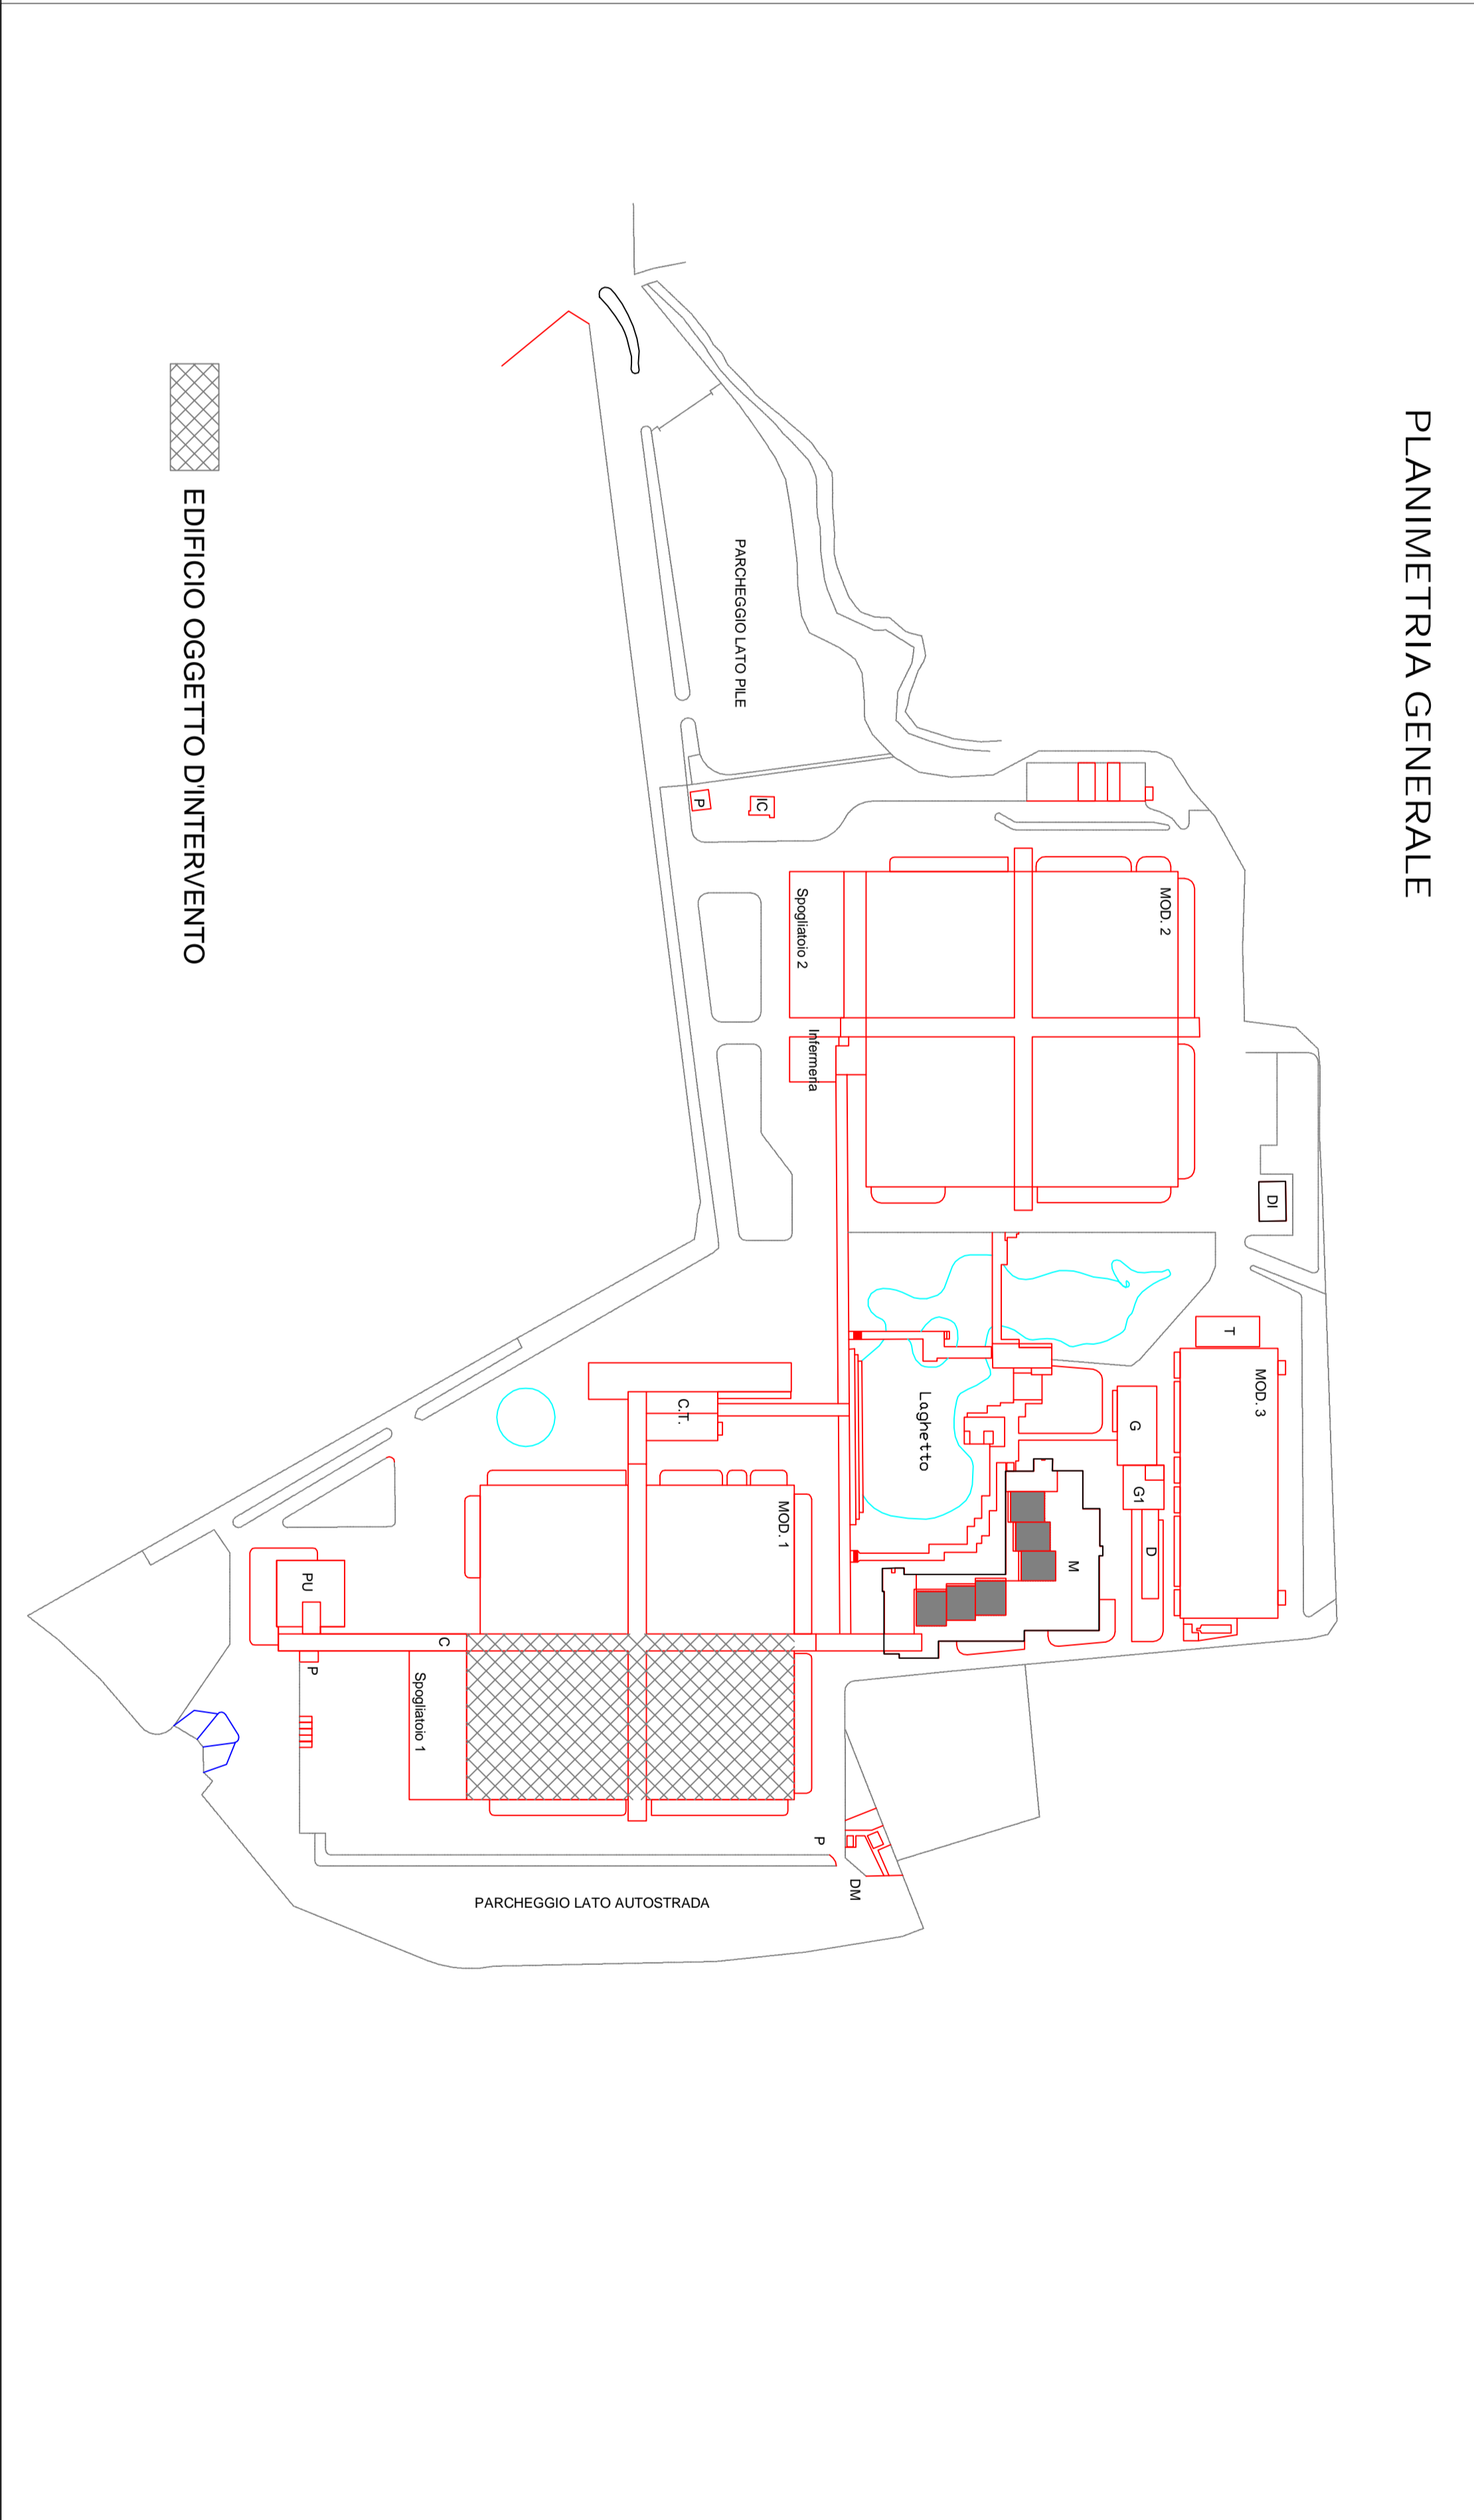 PLANIMETRIA GENERALE
MOD. 2
Spogliatoio 2
Infermeria
PARCHEGGIO LATO PILE
P
IC
DI
T
MOD. 3
G
G1
D
M
Laghetto
C.T.
MOD. 1
PU
C
P
Spogliatoio 1
P
DM
PARCHEGGIO LATO AUTOSTRADA
EDIFICIO OGGETTO D'INTERVENTO